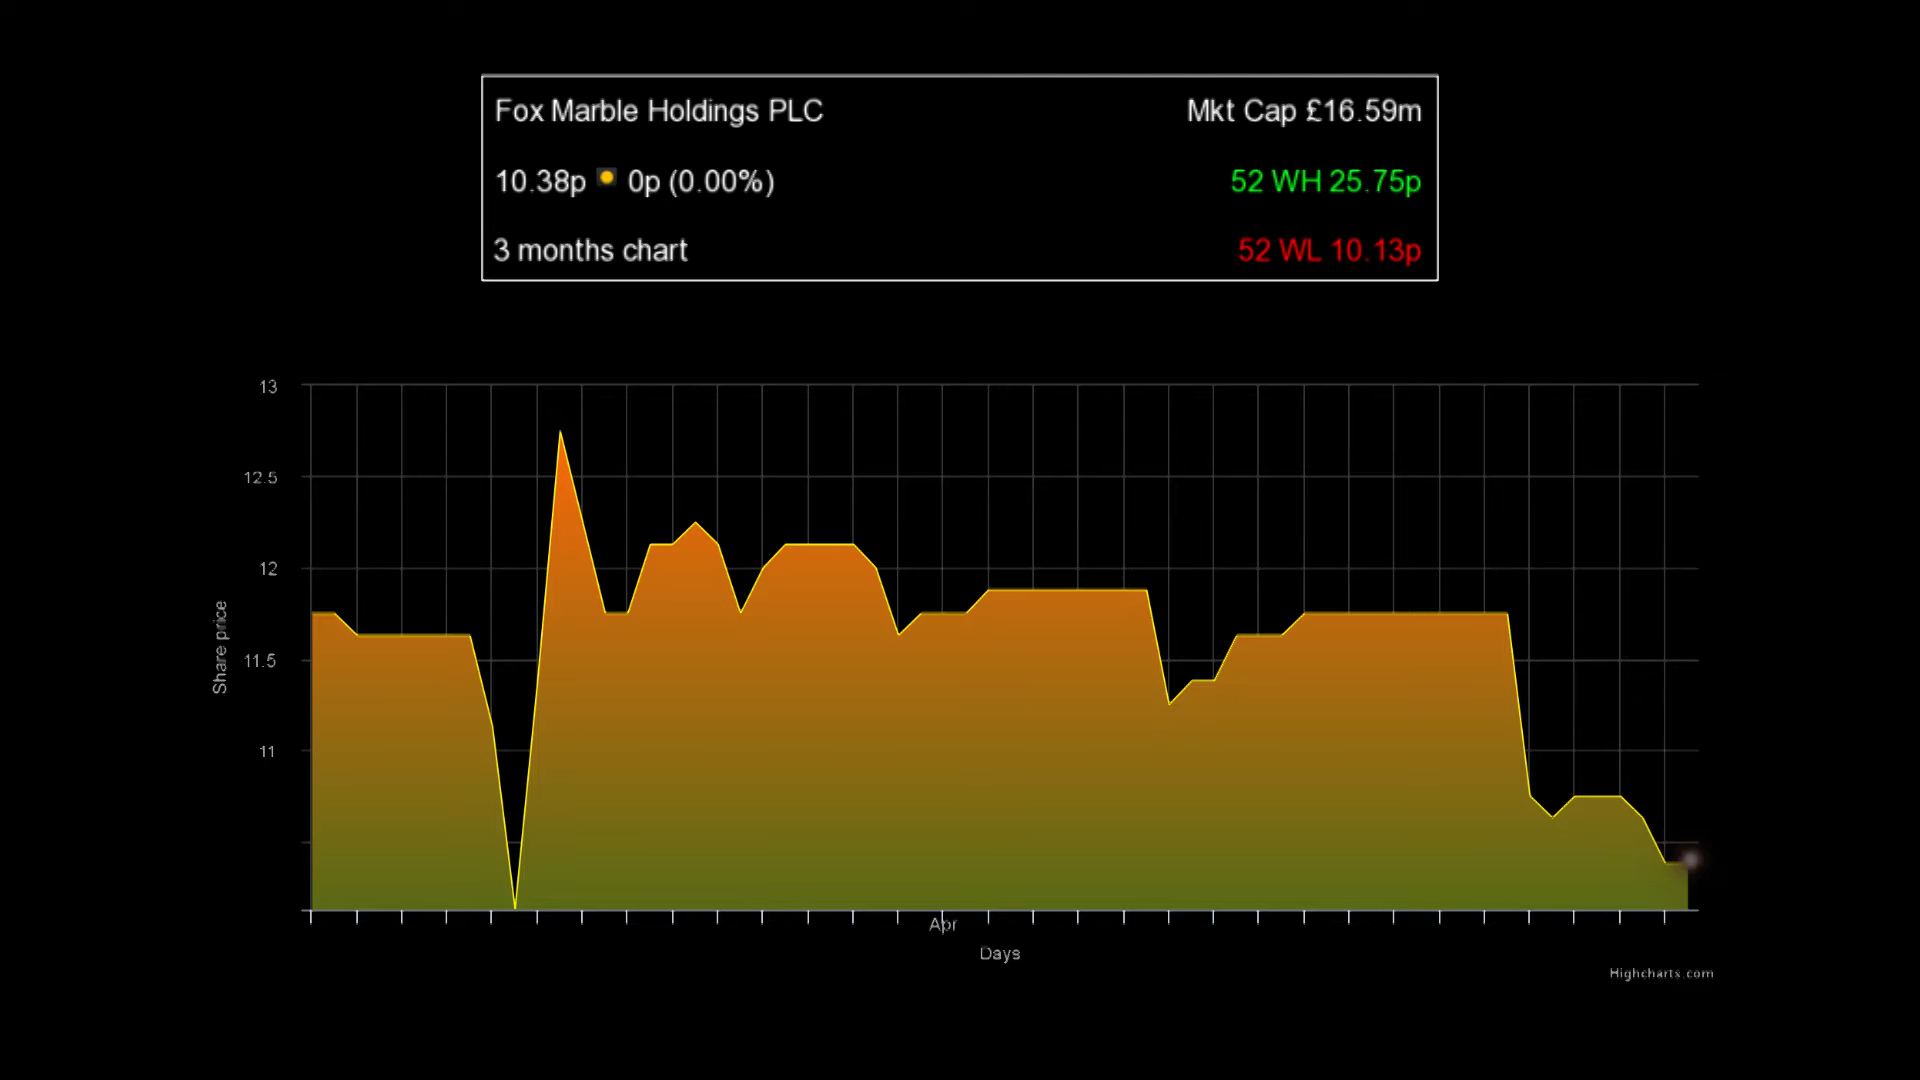 Fox Marble Holdings PLC
Mkt Cap £16.59m
10.38p 0p (0.00%)
52 WH 25.75p
3 months chart
52 WL 10.13p
13
12.5
12
11.5
11
Share price
Apr
Days
Highcharts.com